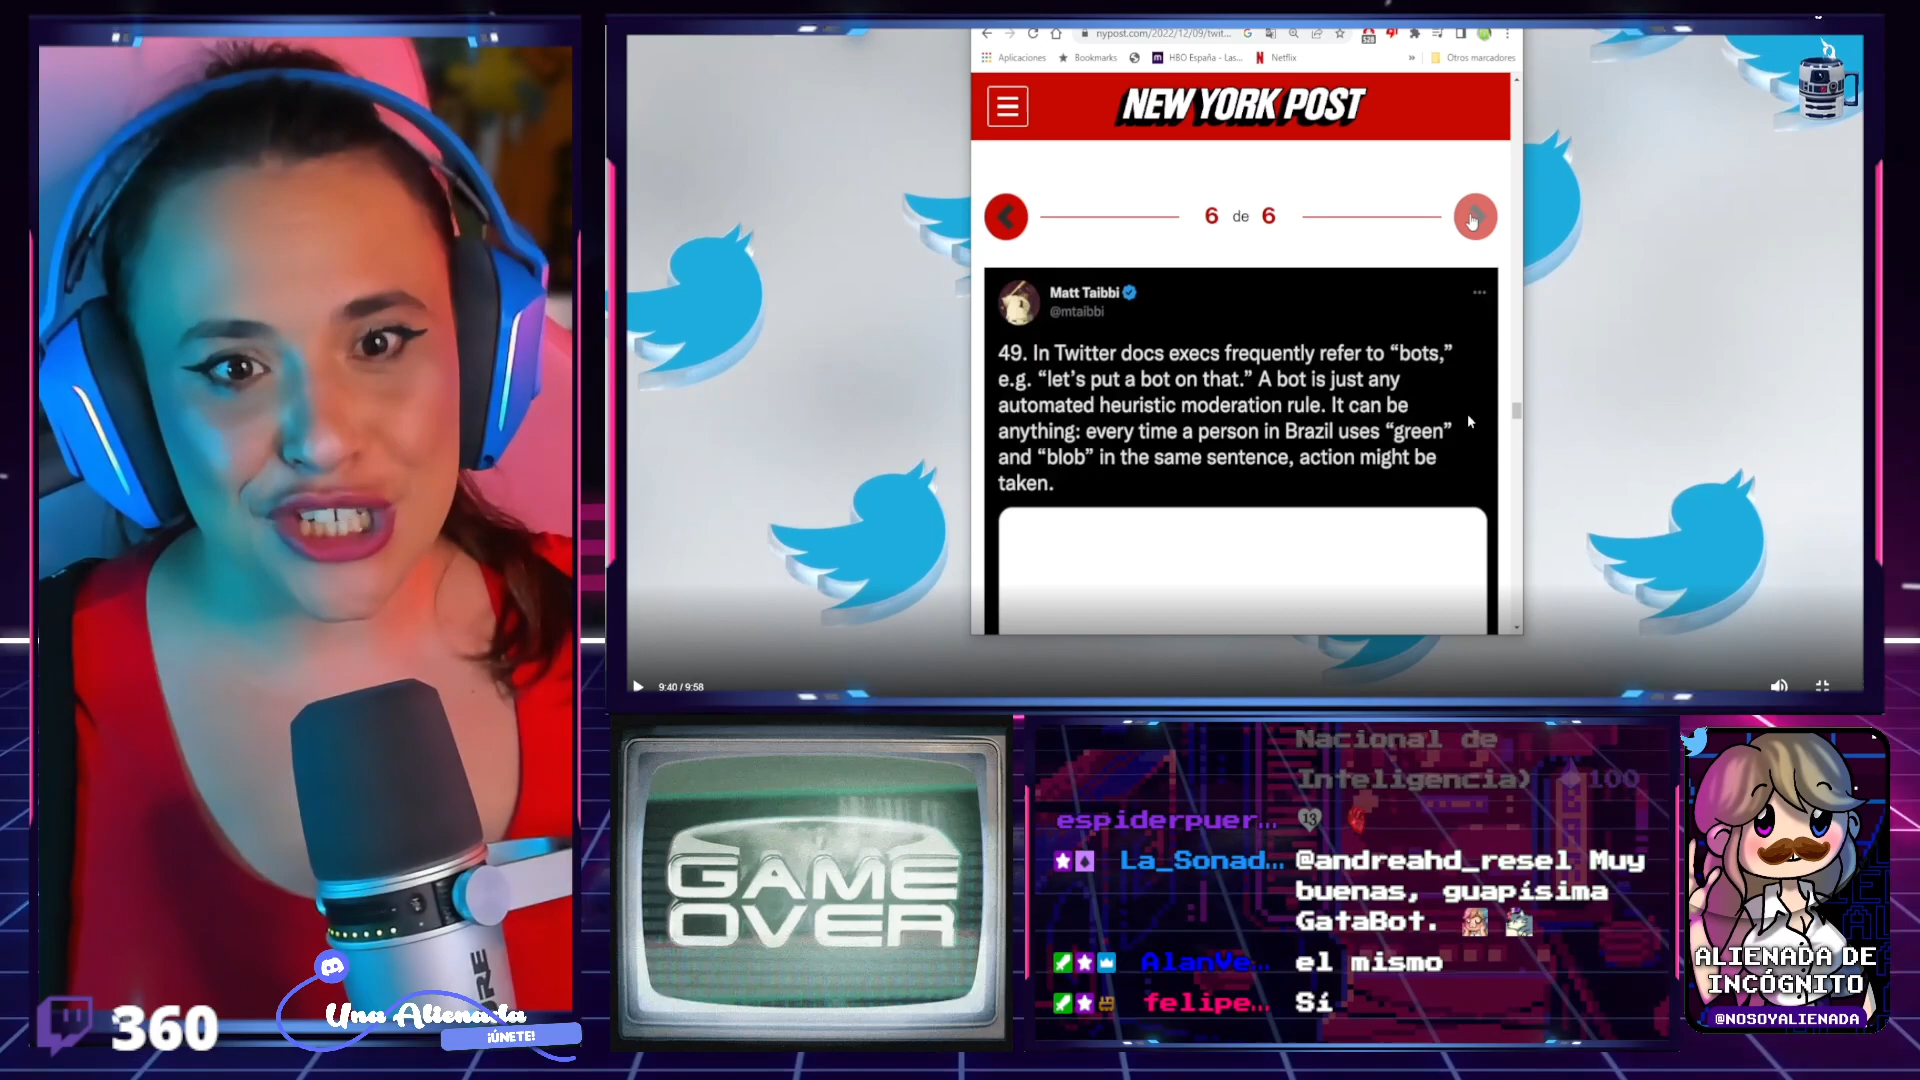 nypost.com/2022/12/09/twit...
Aplicaciones
Bookmarks
HBO España - Las...
Netflix
»
Otros marcadores
NEW YORK POST
6 de 6
Matt Taibbi
@mtaibbi
49. In Twitter docs execs frequently refer to “bots,”
e.g. “let’s put a bot on that.” A bot is just any
automated heuristic moderation rule. It can be
anything: every time a person in Brazil uses “green”
and “blob” in the same sentence, action might be
taken.
9:40 / 9:58
GAME
OVER
Nacional de
Inteligencia)
100
espiderpuer...
13
La_Sonad... @andreahd_resel Muy
buenas, guapísima
GataBot.
AlanVe... el mismo
felipe... Sí
ALIENADA DE
INCÓGNITO
@NOSOYALIENADA
360
Una Alienada
¡ÚNETE!